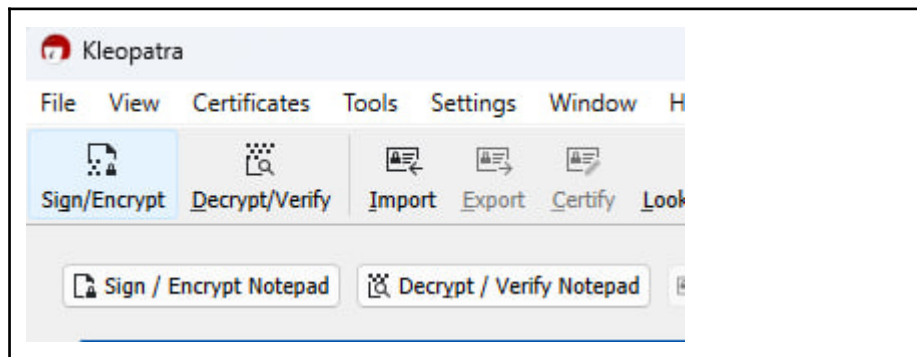 Kleopatra
File View Certificates Tools Settings Window
Sign/Encrypt Decrypt/Verify Import Export Certify
Sign / Encrypt Notepad Decrypt / Verify Notepad